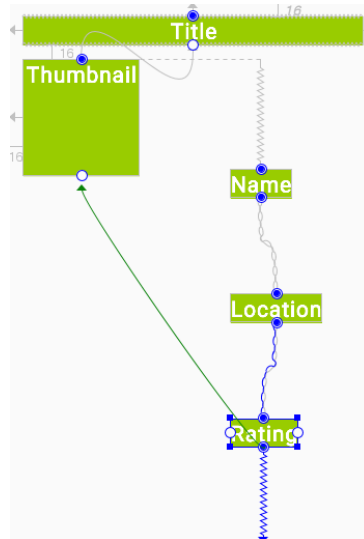 16
Title
16
Thumbnail
16
Name
Location
Rating